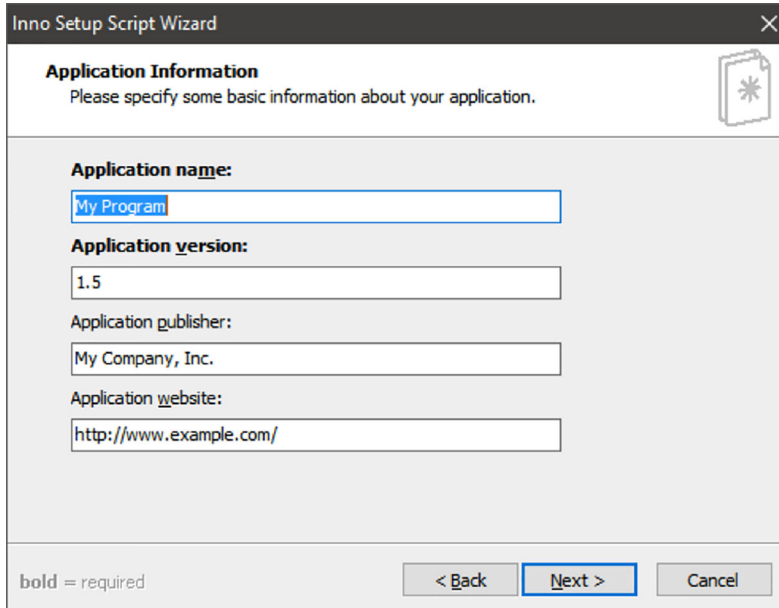 Inno Setup Script Wizard
Application Information
Please specify some basic information about your application.
Application name:
My Program
Application version:
1.5
Application publisher:
My Company, Inc.
Application website:
http://www.example.com/
bold = required
< Back
Next >
Cancel